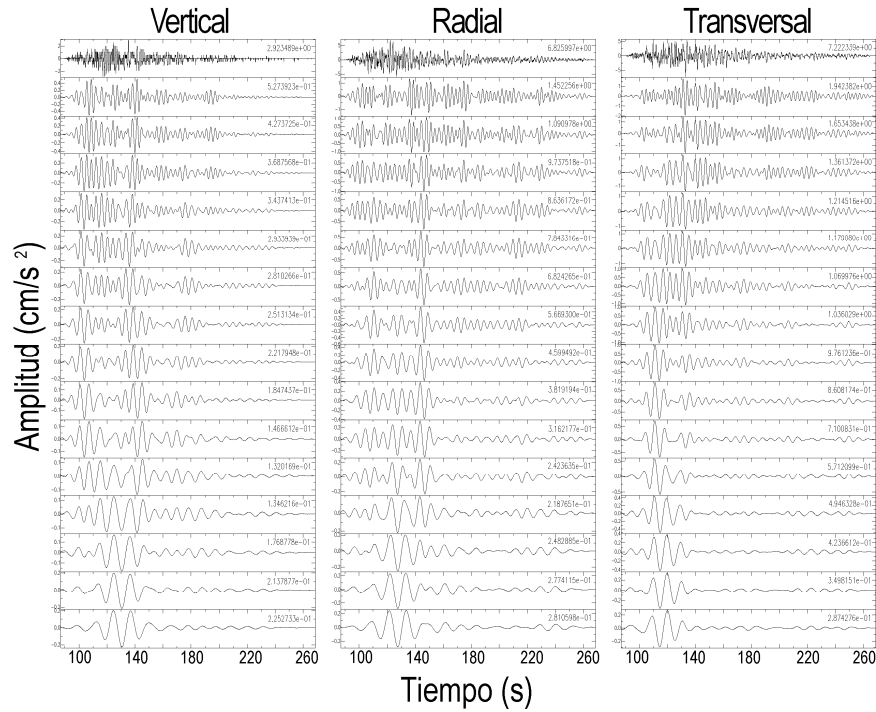 Vertical Radial Transversal
2.923489e+00 6.825997e+00 7.222339e+00
5.273923e-01 1.452256e+00 1.942382e+00
4.273725e-01 1.090978e+00 1.653438e+00
3.687568e-01 9.737518e-01 1.361372e+00
3.437413e-01 8.636172e-01 1.214516e+00
2.933939e-01 7.843316e-01 1.179080e+00
2.810266e-01 6.824265e-01 1.069976e+00
2.513134e-01 5.669300e-01 1.036029e+00
2.217948e-01 4.599492e-01 9.761236e-01
1.847437e-01 3.819194e-01 8.608174e-01
1.466612e-01 3.162177e-01 7.100831e-01
1.320169e-01 2.423635e-01 5.712099e-01
1.346216e-01 2.187651e-01 4.946328e-01
1.768778e-01 2.482885e-01 4.236612e-01
2.137877e-01 2.774115e-01 3.498151e-01
2.252733e-01 2.810598e-01 2.874276e-01
Amplitud (cm/s²)
100 140 180 220 260 100 140 180 220 260 100 140 180 220 260
Tiempo (s)